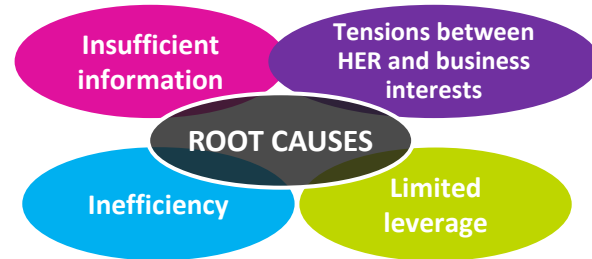 Insufficient
information
Tensions between
HER and business
interests
ROOT CAUSES
Inefficiency
Limited
leverage